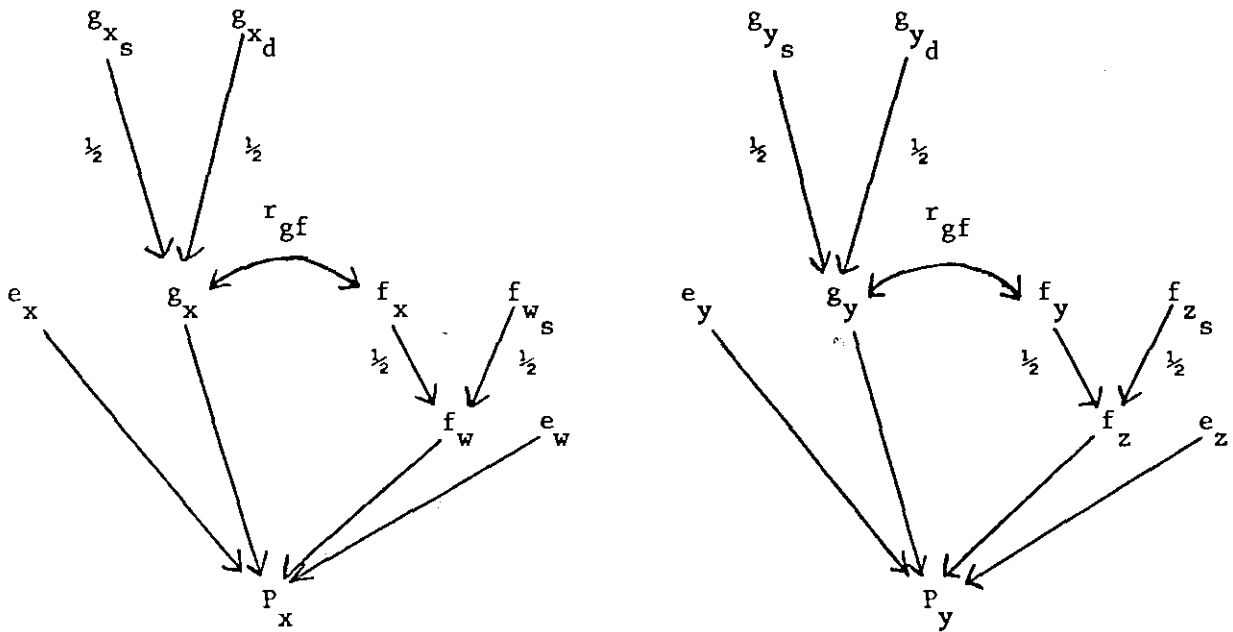 g_{x_s} g_{x_d} g_{y_s} g_{y_d}
½ ½ ½ ½
r_{gf} r_{gf}
e_x g_x f_x f_{w_s} e_y g_y f_y f_{z_s}
½ ½ ½ ½
f_w e_w f_z e_z
P_x P_y